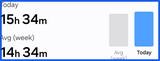 Today
15h 34m
Avg (week)
14h 34m
Avg
(week)
Today